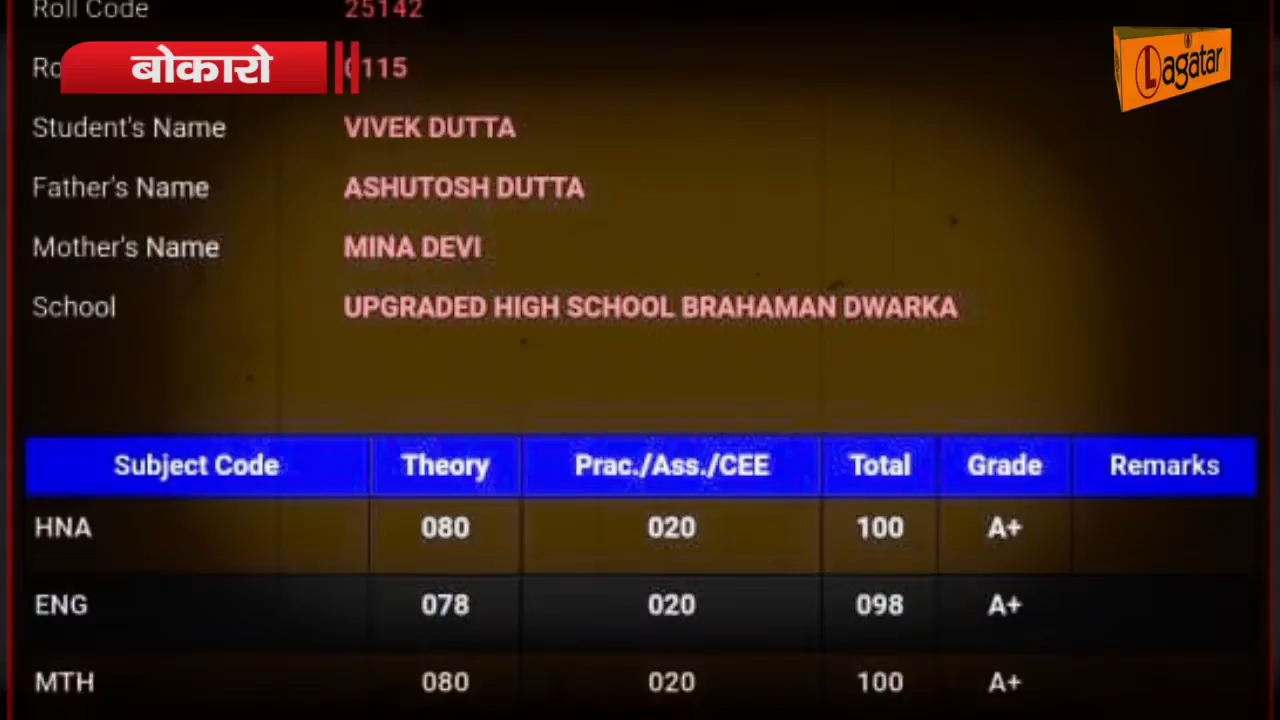 Roll Code 25142
बोकारो
115
Lagatar
Student's Name VIVEK DUTTA
Father's Name ASHUTOSH DUTTA
Mother's Name MINA DEVI
School UPGRADED HIGH SCHOOL BRAHAMAN DWARKA
Subject Code Theory Prac./Ass./CEE Total Grade Remarks
HNA 080 020 100 A+
ENG 078 020 098 A+
MTH 080 020 100 A+